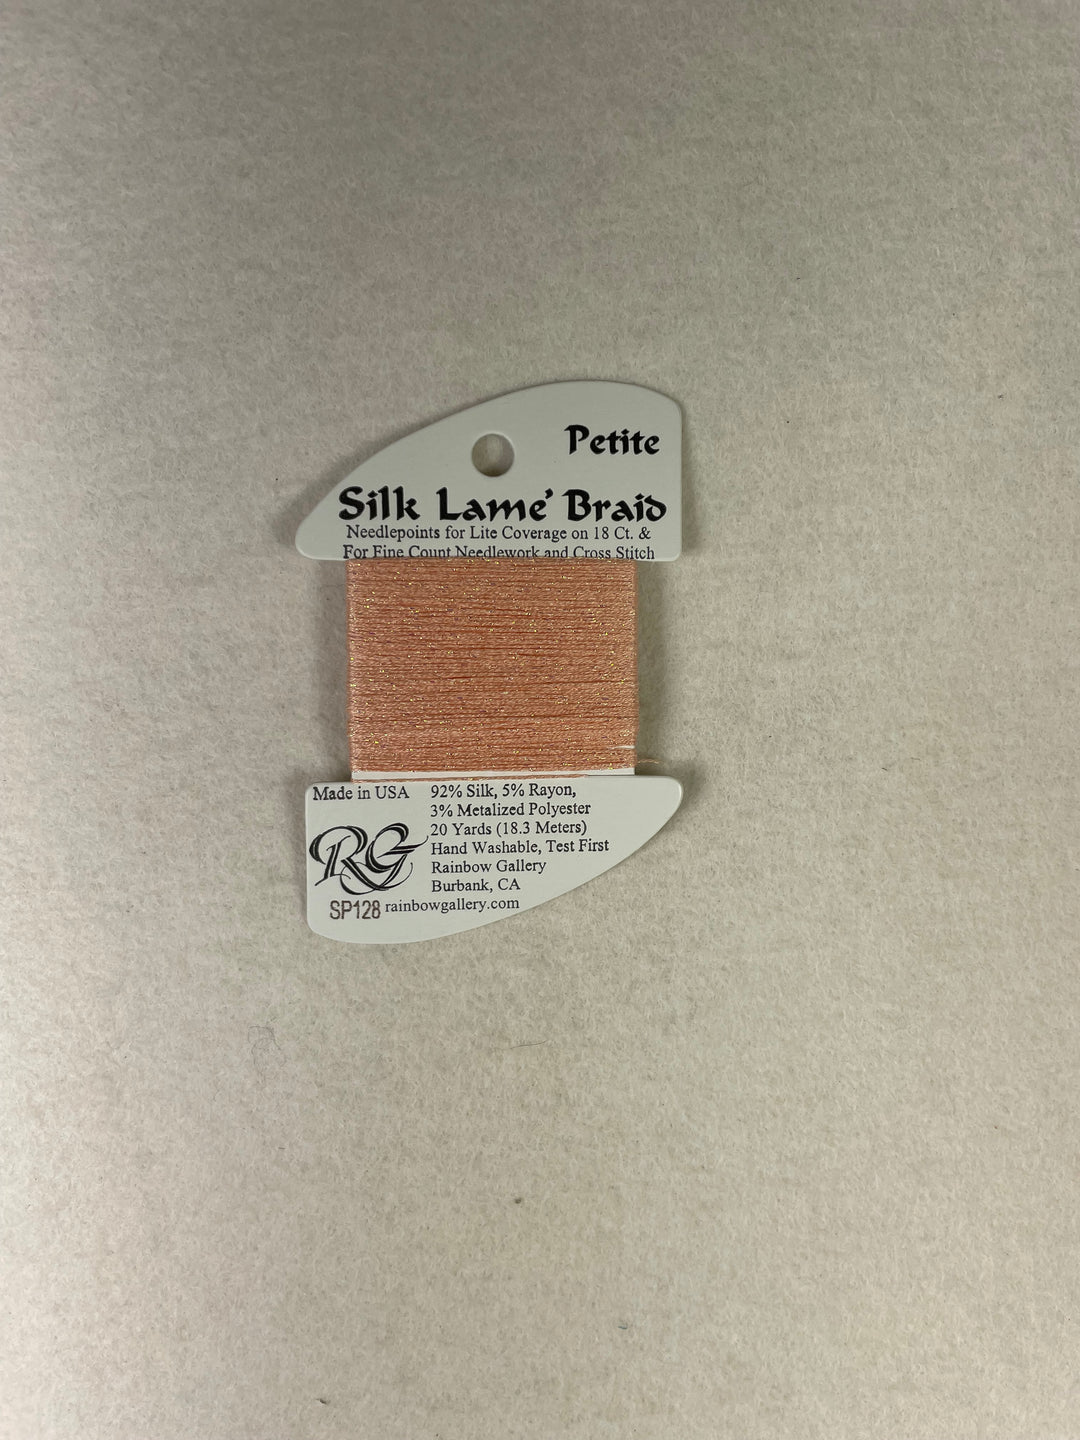 Petite
Silk Lame' Braid
Needlepoints for Lite Coverage on 18 Ct. &
For Fine Count Needlework and Cross Stitch
Made in USA
92% Silk, 5% Rayon,
3% Metalized Polyester
20 Yards (18.3 Meters)
Hand Washable, Test First
Rainbow Gallery
Burbank, CA
RG
SP128 rainbowgallery.com